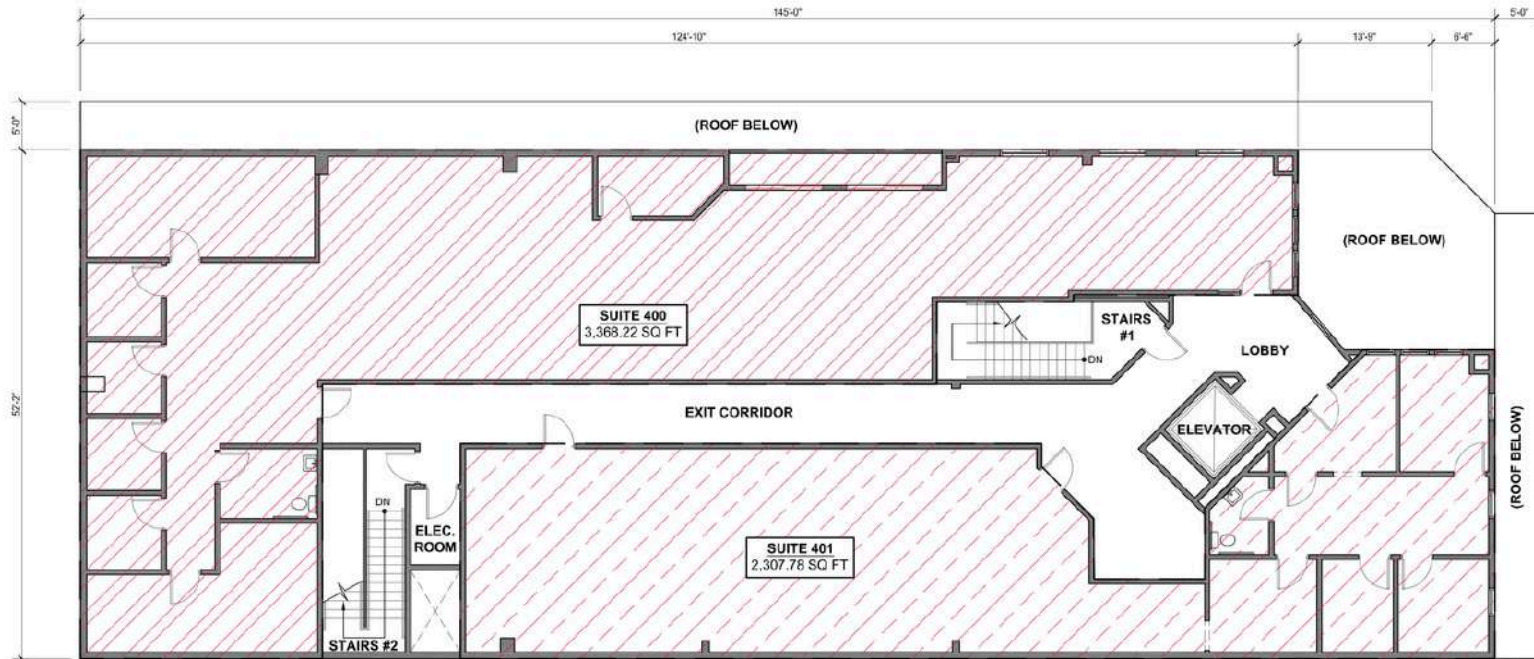 145'-0"
5'-0"
124'-10"
13'-9"
6'-6"
5'-0"
(ROOF BELOW)
(ROOF BELOW)
SUITE 400
3,368.22 SQ FT
STAIRS
#1
DN
LOBBY
52'-2"
EXIT CORRIDOR
ELEVATOR
(ROOF BELOW)
DN
ELEC.
ROOM
SUITE 401
2,307.78 SQ FT
STAIRS #2